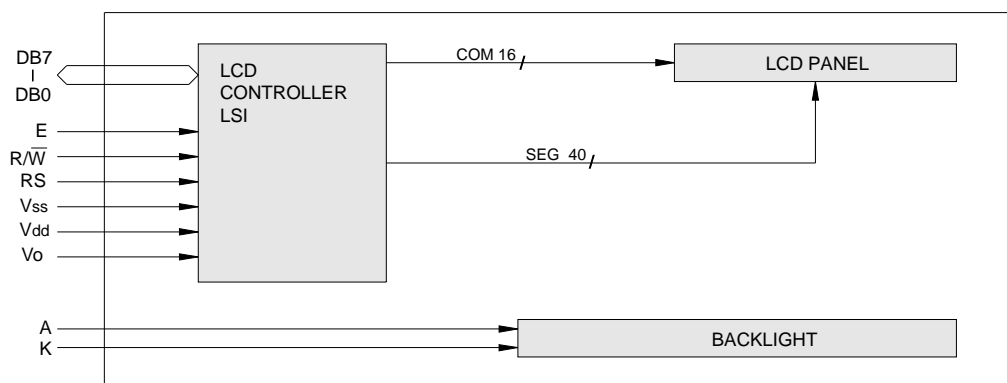 DB7
DB0
E
R/W̅
RS
Vss
Vdd
Vo
A
K
LCD
CONTROLLER
LSI
COM 16
SEG 40
LCD PANEL
BACKLIGHT